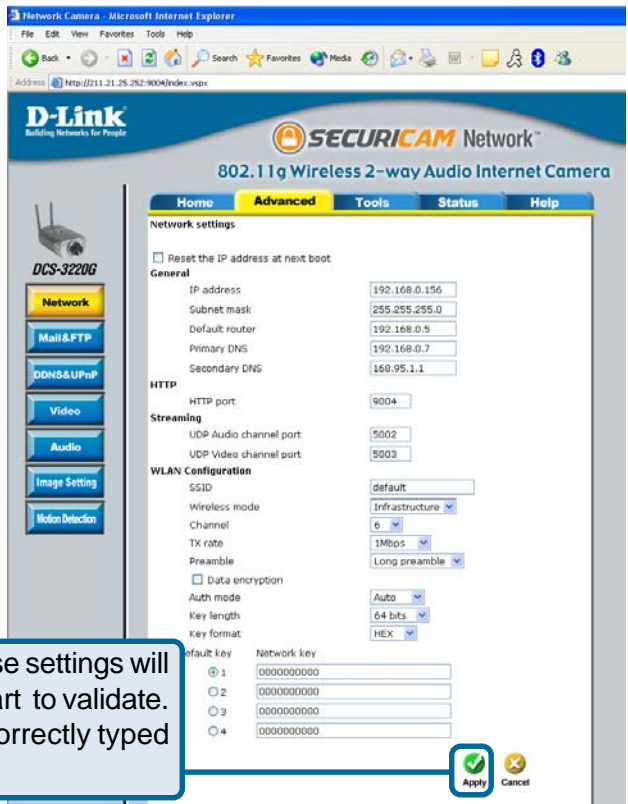 Network Camera - Microsoft Internet Explorer
File Edit View Favorites Tools Help
Back Search Favorites Media
Address http://211.21.25.252:9004/index.vspx
D-Link
Building Networks for People
SECURICAM Network™
802.11g Wireless 2-way Audio Internet Camera
Home Advanced Tools Status Help
DCS-3220G
Network
Mail&FTP
DDNS&UPnP
Video
Audio
Image Setting
Motion Detection
Network settings
Reset the IP address at next boot
General
IP address 192.168.0.156
Subnet mask 255.255.255.0
Default router 192.168.0.5
Primary DNS 192.168.0.7
Secondary DNS 168.95.1.1
HTTP
HTTP port 9004
Streaming
UDP Audio channel port 5002
UDP Video channel port 5003
WLAN Configuration
SSID default
Wireless mode Infrastructure
Channel 6
TX rate 1Mbps
Preamble Long preamble
Data encryption
Auth mode Auto
Key length 64 bits
Key format HEX
efault key Network key
1 0000000000
2 0000000000
3 0000000000
4 0000000000
se settings will
art to validate.
orrectly typed
Apply Cancel